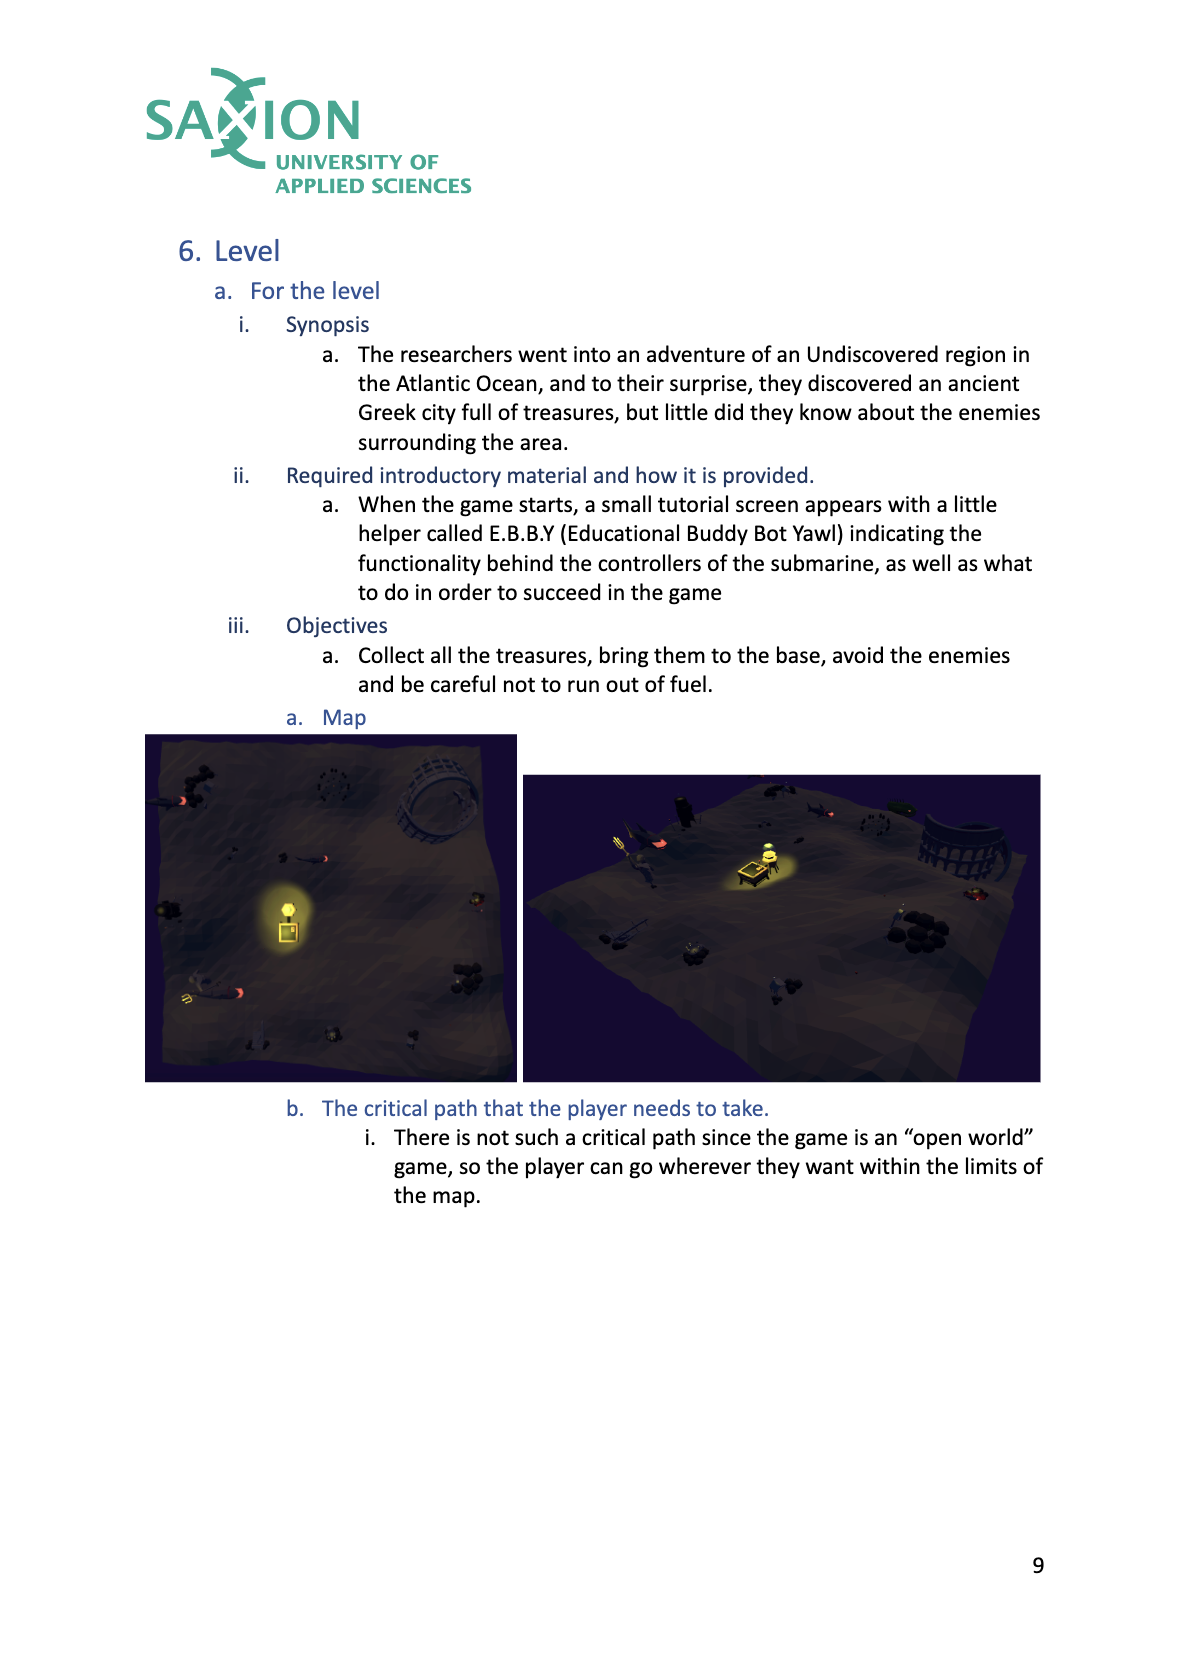 SAXION
UNIVERSITY OF
APPLIED SCIENCES
6. Level
a. For the level
i. Synopsis
a. The researchers went into an adventure of an Undiscovered region in
the Atlantic Ocean, and to their surprise, they discovered an ancient
Greek city full of treasures, but little did they know about the enemies
surrounding the area.
ii. Required introductory material and how it is provided.
a. When the game starts, a small tutorial screen appears with a little
helper called E.B.B.Y (Educational Buddy Bot Yawl) indicating the
functionality behind the controllers of the submarine, as well as what
to do in order to succeed in the game
iii. Objectives
a. Collect all the treasures, bring them to the base, avoid the enemies
and be careful not to run out of fuel.
a. Map
b. The critical path that the player needs to take.
i. There is not such a critical path since the game is an “open world”
game, so the player can go wherever they want within the limits of
the map.
9